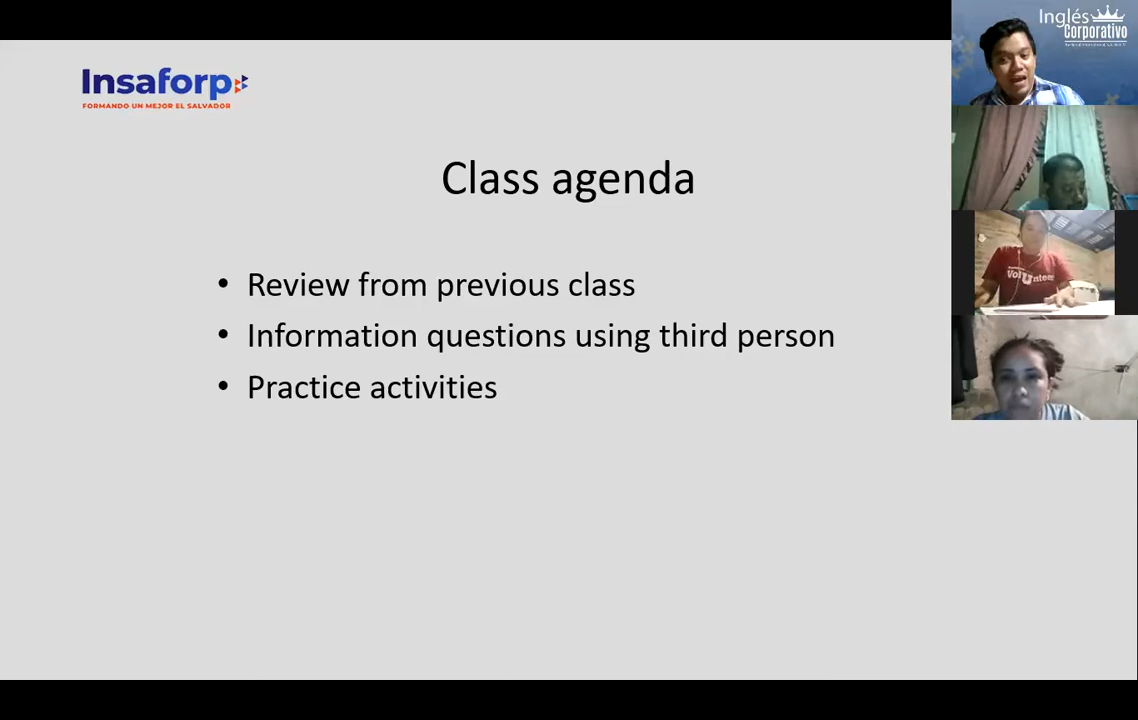 Insaforp
FORMANDO UN MEJOR EL SALVADOR
Class agenda
• Review from previous class
• Information questions using third person
• Practice activities
Inglés
Corporativo
Volunteer